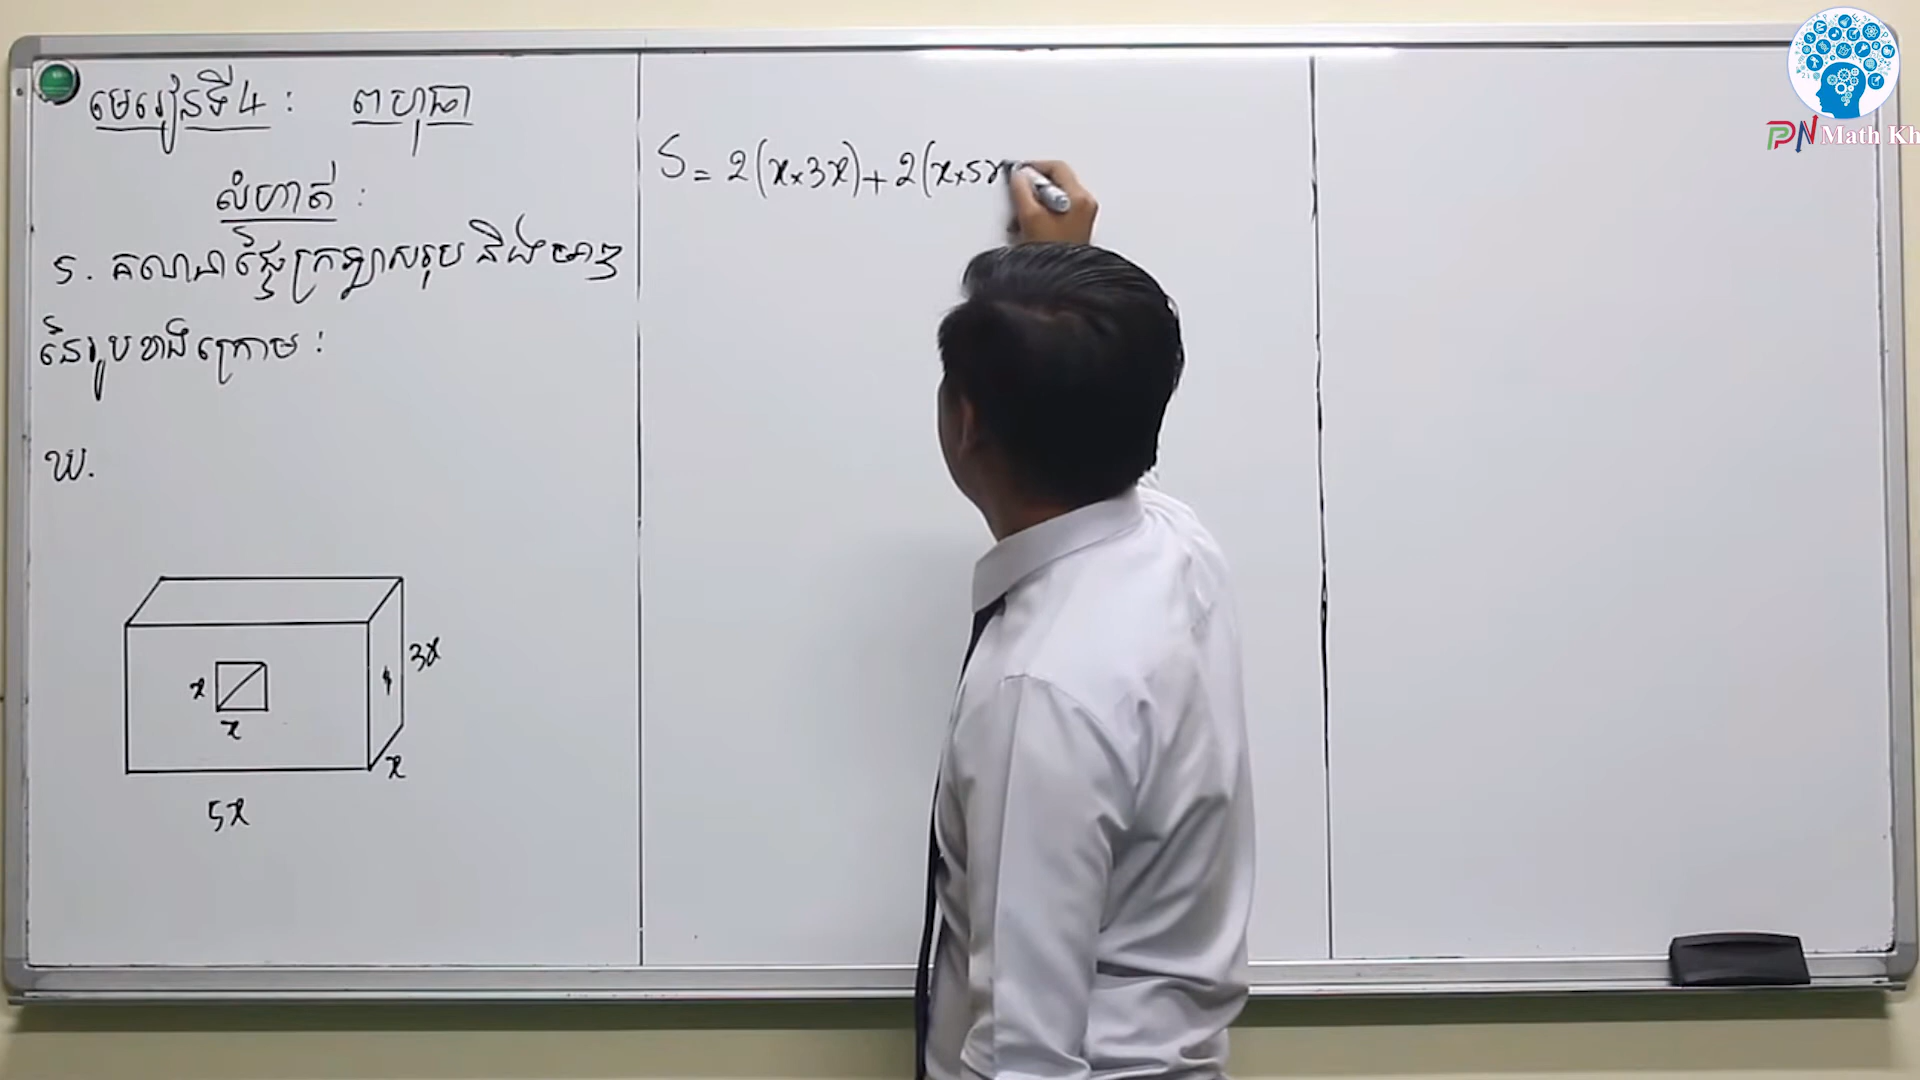 មេរៀនទី4 : ពហុធា
លំហាត់ :
5. គណនាផ្ទៃក្រឡាសរុប និងមាឌ
នៃរូបខាងក្រោម :
ឃ.
3x
x
x
x
5x
S = 2(x×3x)+2(x×5x
PN Math Kh